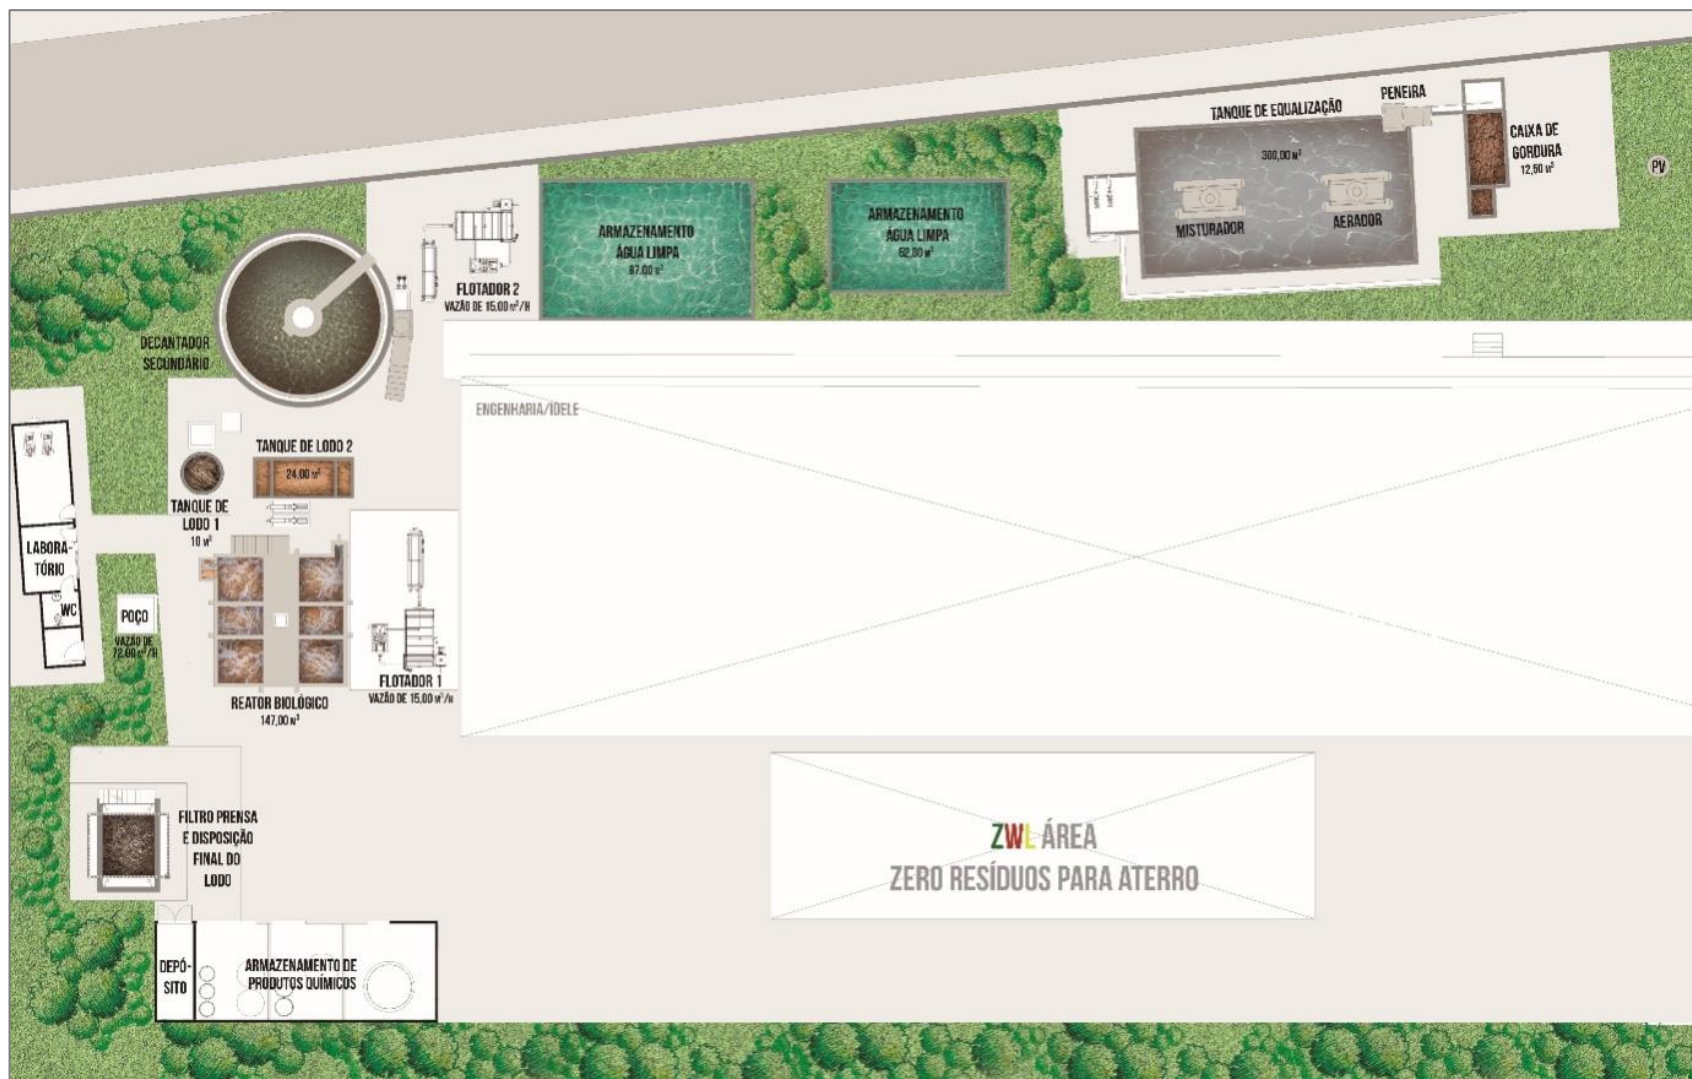 TANQUE DE EQUALIZAÇÃO
300,00 M³
MISTURADOR
AERADOR
PENEIRA
CAIXA DE
GORDURA
12,50 M³
PV
ARMAZENAMENTO
ÁGUA LIMPA
87,00 M³
ARMAZENAMENTO
ÁGUA LIMPA
FLOTADOR 2
VAZÃO DE 15,00 M³/H
DECANTADOR
SECUNDÁRIO
ENGENHARIA/IDELE
TANQUE DE LODO 2
24,00 M³
TANQUE DE
LODO 1
10 M³
LABORA-
TÓRIO
WC
POÇO
VAZÃO DE
72,00 M³/H
REATOR BIOLÓGICO
147,00 M³
FLOTADOR 1
VAZÃO DE 15,00 M³/H
FILTRO PRENSA
E DISPOSIÇÃO
FINAL DO
LODO
ZWL ÁREA
ZERO RESÍDUOS PARA ATERRO
DEPÓ-
SITO
ARMAZENAMENTO DE
PRODUTOS QUÍMICOS